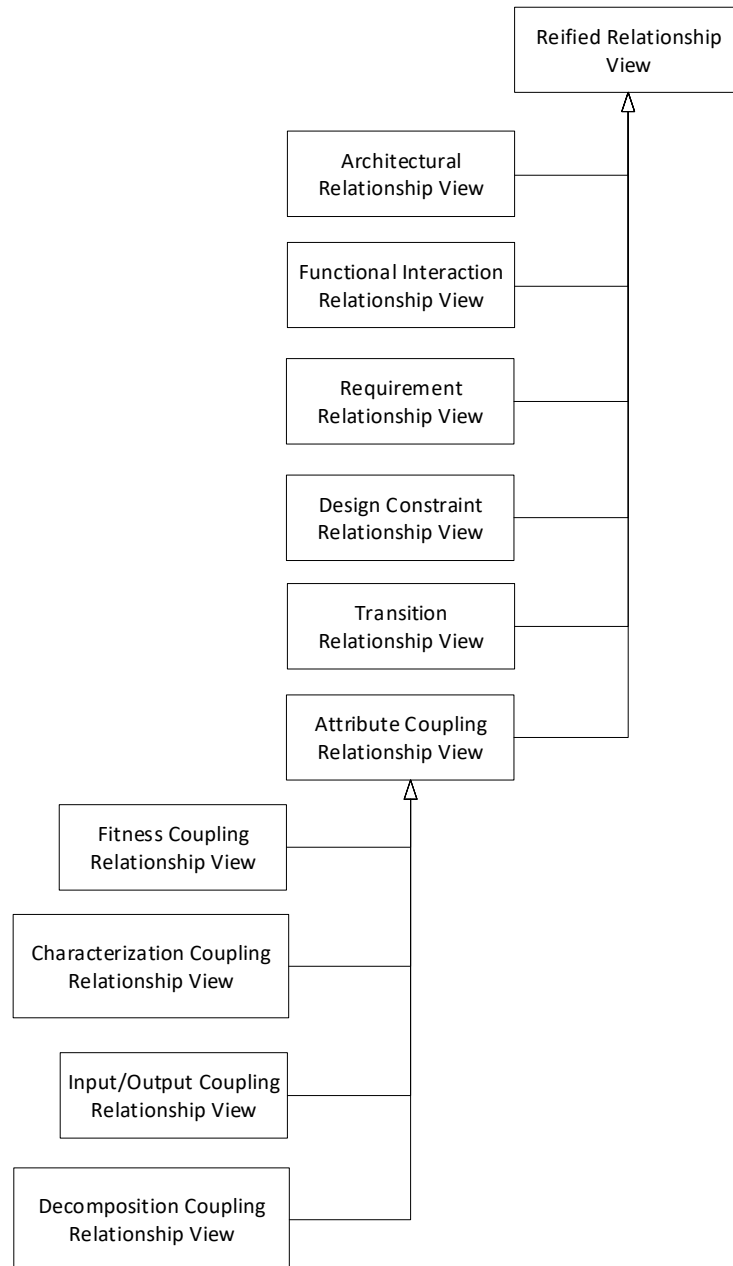 Reified Relationship
View
Architectural
Relationship View
Functional Interaction
Relationship View
Requirement
Relationship View
Design Constraint
Relationship View
Transition
Relationship View
Attribute Coupling
Relationship View
Fitness Coupling
Relationship View
Characterization Coupling
Relationship View
Input/Output Coupling
Relationship View
Decomposition Coupling
Relationship View